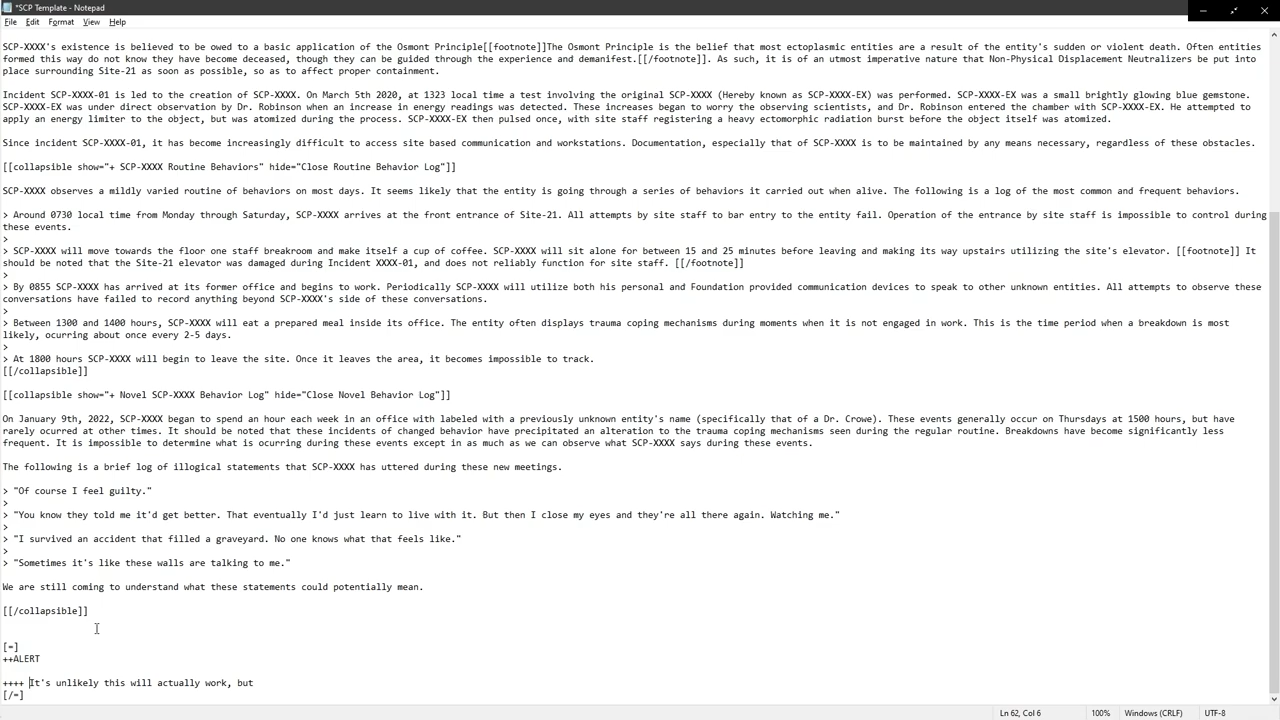 *SCP Template - Notepad
File Edit Format View Help
SCP-XXXX's existence is believed to be owed to a basic application of the Osmont Principle[[footnote]]The Osmont Principle is the belief that most ectoplasmic entities are a result of the entity's sudden or violent death. Often entities
formed this way do not know they have become deceased, though they can be guided through the experience and demanifest.[[/footnote]]. As such, it is of an utmost imperative nature that Non-Physical Displacement Neutralizers be put into
place surrounding Site-21 as soon as possible, so as to affect proper containment.
Incident SCP-XXXX-01 is led to the creation of SCP-XXXX. On March 5th 2020, at 1323 local time a test involving the original SCP-XXXX (Hereby known as SCP-XXXX-EX) was performed. SCP-XXXX-EX was a small brightly glowing blue gemstone.
SCP-XXXX-EX was under direct observation by Dr. Robinson when an increase in energy readings was detected. These increases began to worry the observing scientists, and Dr. Robinson entered the chamber with SCP-XXXX-EX. He attempted to
apply an energy limiter to the object, but was atomized during the process. SCP-XXXX-EX then pulsed once, with site staff registering a heavy ectomorphic radiation burst before the object itself was atomized.
Since incident SCP-XXXX-01, it has become increasingly difficult to access site based communication and workstations. Documentation, especially that of SCP-XXXX is to be maintained by any means necessary, regardless of these obstacles.
[[collapsible show="+ SCP-XXXX Routine Behaviors" hide="Close Routine Behavior Log"]]
SCP-XXXX observes a mildly varied routine of behaviors on most days. It seems likely that the entity is going through a series of behaviors it carried out when alive. The following is a log of the most common and frequent behaviors.
> Around 0730 local time from Monday through Saturday, SCP-XXXX arrives at the front entrance of Site-21. All attempts by site staff to bar entry to the entity fail. Operation of the entrance by site staff is impossible to control during
these events.
>
> SCP-XXXX will move towards the floor one staff breakroom and make itself a cup of coffee. SCP-XXXX will sit alone for between 15 and 25 minutes before leaving and making its way upstairs utilizing the site's elevator. [[footnote]] It
should be noted that the Site-21 elevator was damaged during Incident XXXX-01, and does not reliably function for site staff. [[/footnote]]
>
> By 0855 SCP-XXXX has arrived at its former office and begins to work. Periodically SCP-XXXX will utilize both his personal and Foundation provided communication devices to speak to other unknown entities. All attempts to observe these
conversations have failed to record anything beyond SCP-XXXX's side of these conversations.
>
> Between 1300 and 1400 hours, SCP-XXXX will eat a prepared meal inside its office. The entity often displays trauma coping mechanisms during moments when it is not engaged in work. This is the time period when a breakdown is most
likely, ocurring about once every 2-5 days.
>
> At 1800 hours SCP-XXXX will begin to leave the site. Once it leaves the area, it becomes impossible to track.
[[/collapsible]]
[[collapsible show="+ Novel SCP-XXXX Behavior Log" hide="Close Novel Behavior Log"]]
On January 9th, 2022, SCP-XXXX began to spend an hour each week in an office with labeled with a previously unknown entity's name (specifically that of a Dr. Crowe). These events generally occur on Thursdays at 1500 hours, but have
rarely ocurred at other times. It should be noted that these incidents of changed behavior have precipitated an alteration to the trauma coping mechanisms seen during the regular routine. Breakdowns have become significantly less
frequent. It is impossible to determine what is ocurring during these events except in as much as we can observe what SCP-XXXX says during these events.
The following is a brief log of illogical statements that SCP-XXXX has uttered during these new meetings.
> "Of course I feel guilty."
>
> "You know they told me it'd get better. That eventually I'd just learn to live with it. But then I close my eyes and they're all there again. Watching me."
>
> "I survived an accident that filled a graveyard. No one knows what that feels like."
>
> "Sometimes it's like these walls are talking to me."
We are still coming to understand what these statements could potentially mean.
[[/collapsible]]
[=]
++ALERT
++++ It's unlikely this will actually work, but
[/=]
Ln 62, Col 6 100% Windows (CRLF) UTF-8